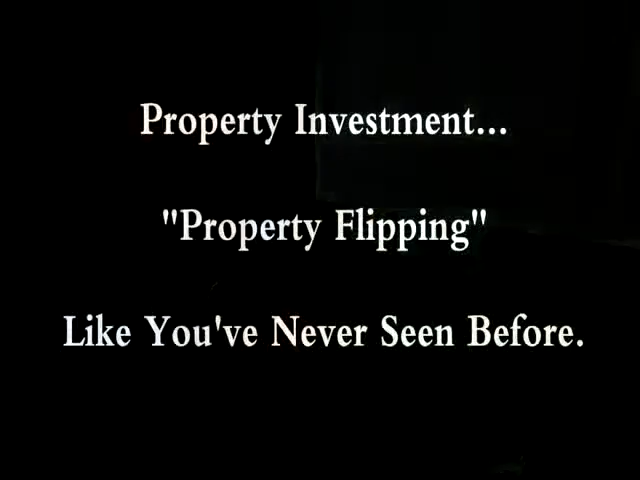 Property Investment...
"Property Flipping"
Like You've Never Seen Before.